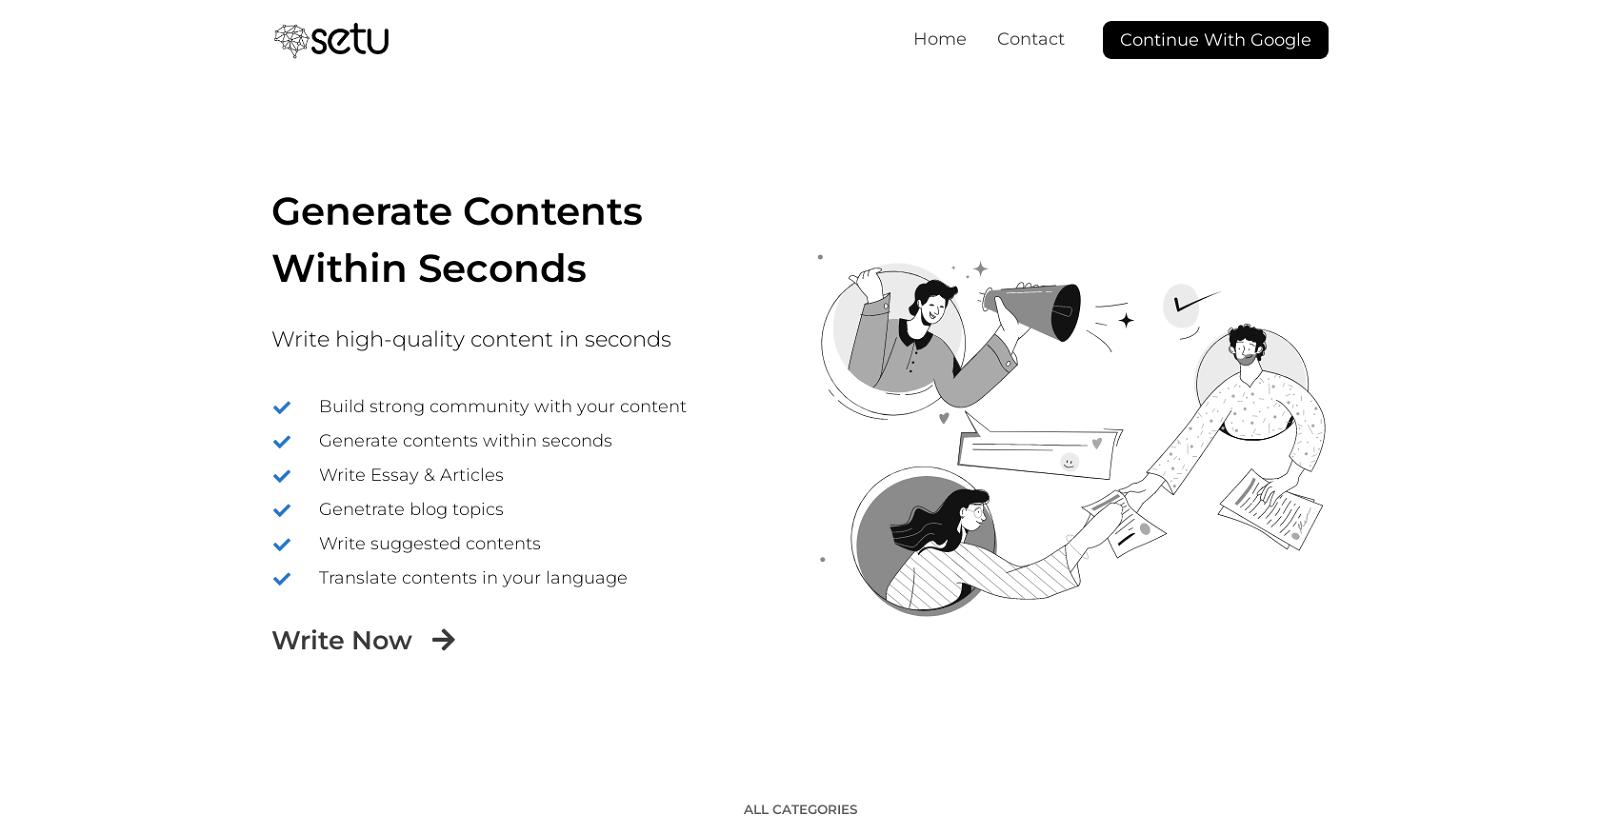 setu
Home
Contact
Continue With Google
Generate Contents
Within Seconds
Write high-quality content in seconds
Build strong community with your content
Generate contents within seconds
Write Essay & Articles
Genetrate blog topics
Write suggested contents
Translate contents in your language
Write Now
ALL CATEGORIES